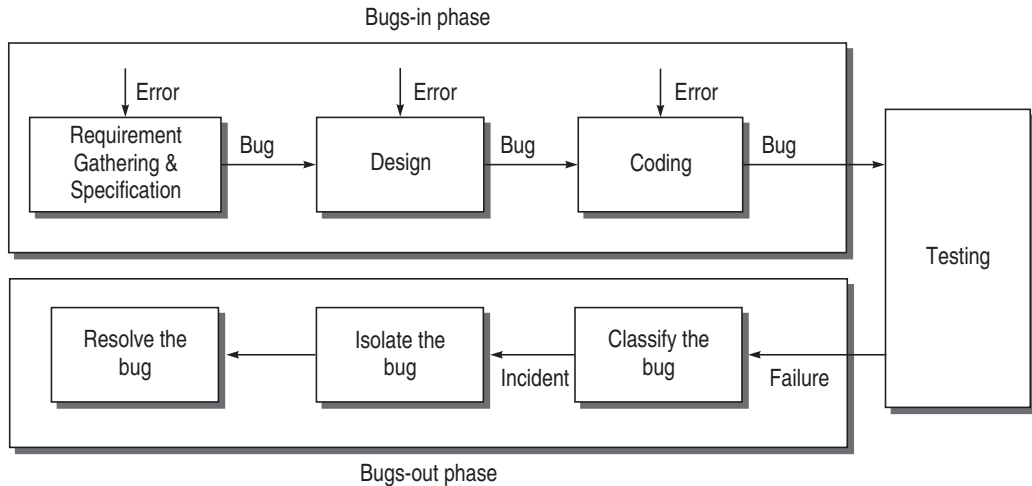 Bugs-in phase
Error
Error
Error
Requirement
Gathering &
Specification
Bug
Design
Bug
Coding
Bug
Testing
Resolve the
bug
Isolate the
bug
Incident
Classify the
bug
Failure
Bugs-out phase